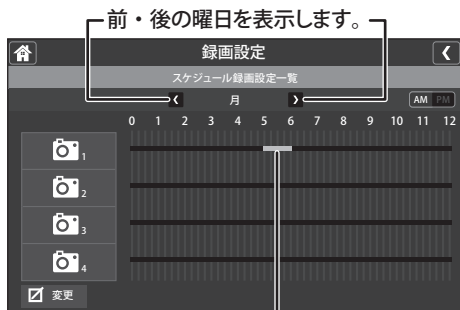 前・後の曜日を表示します。
録画設定
スケジュール録画設定一覧
月
AM PM
0 1 2 3 4 5 6 7 8 9 10 11 12
1
2
3
4
変更